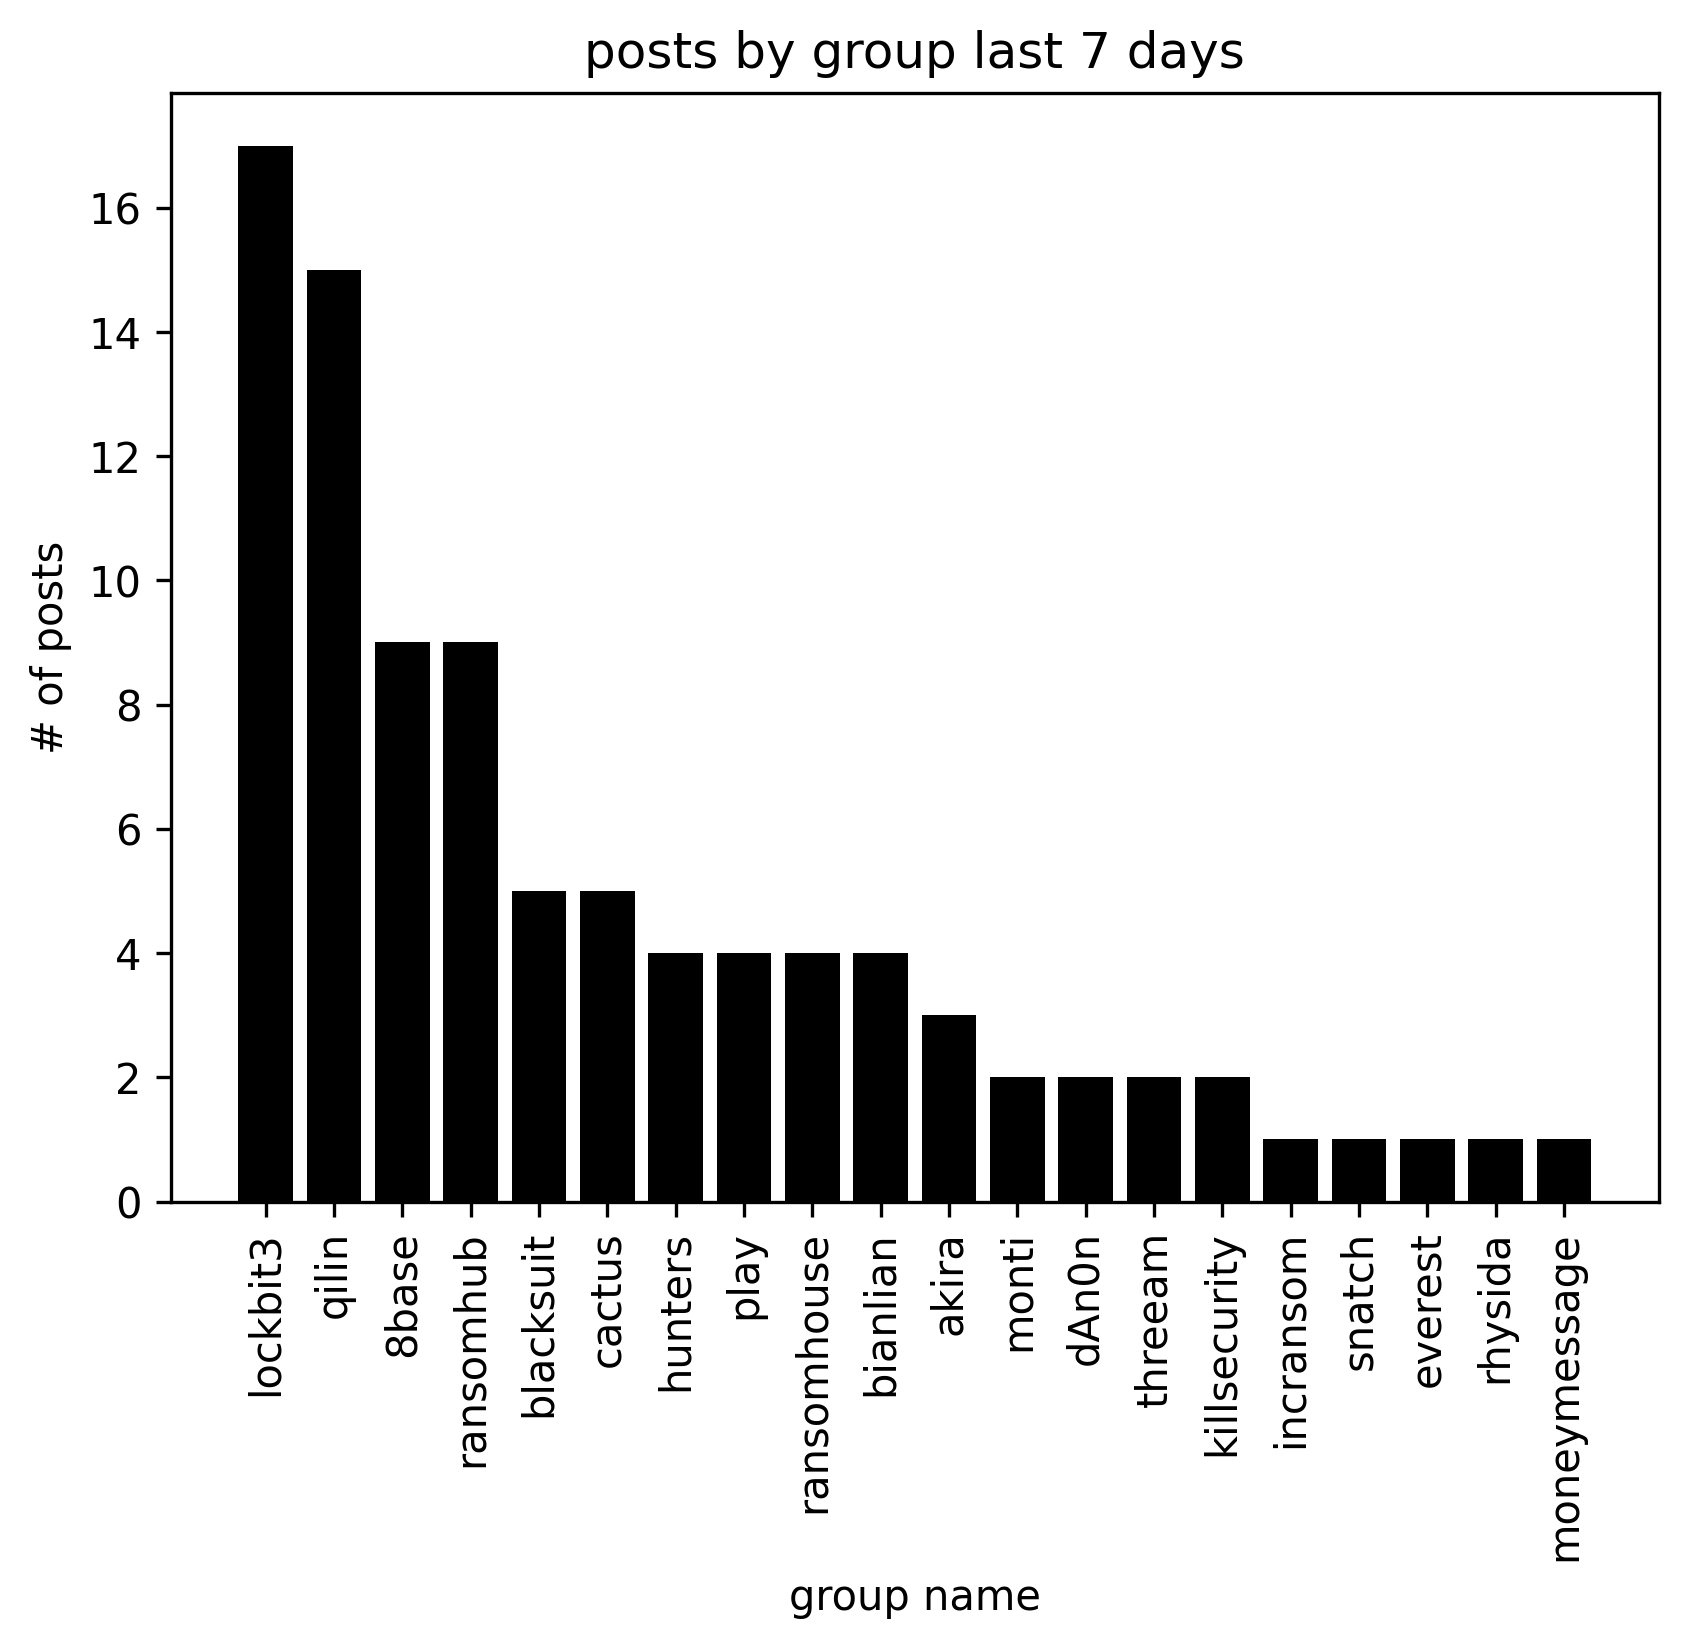 posts by group last 7 days
# of posts
16
14
12
10
8
6
4
2
0
lockbit3
qilin
8base
ransomhub
blacksuit
cactus
hunters
play
ransomhouse
bianlian
akira
monti
dAn0n
threeam
killsecurity
incransom
snatch
everest
rhysida
moneymessage
group name